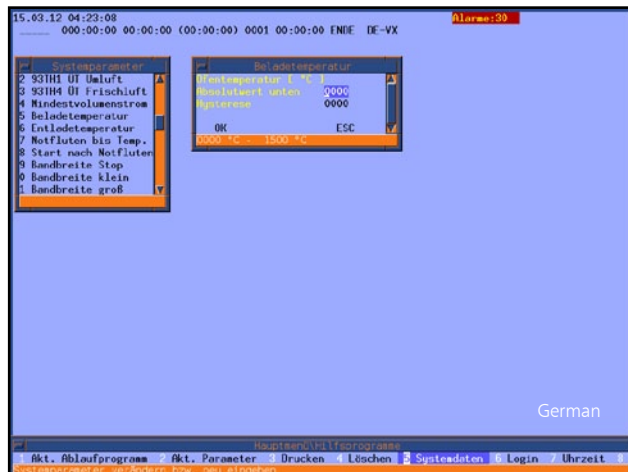 15.03.12 04:23:08
Alarme:30
000:00:00 00:00:00 (00:00:00) 0001 00:00:00 ENDE DE-VX
Systemparameter
2 93TH1 ÜT Umluft
3 93TH4 ÜT Frischluft
4 Mindestvolumenstrom
5 Beladetemperatur
6 Entladetemperatur
7 Notfluten bis Temp.
8 Start nach Notfluten
9 Bandbreite Stop
0 Bandbreite klein
1 Bandbreite groß
Beladetemperatur
Ofentemperatur [ °C ]
Absolutwert unten 0000
Hysterese 0000
OK ESC
0000 °C - 1500 °C
German
Hauptmenü\Hilfsprogramme
1 Akt. Ablaufprogramm 2 Akt. Parameter 3 Drucken 4 Löschen 5 Systemdaten 6 Login 7 Uhrzeit 8
Systemparameter verändern bzw. neu eingeben